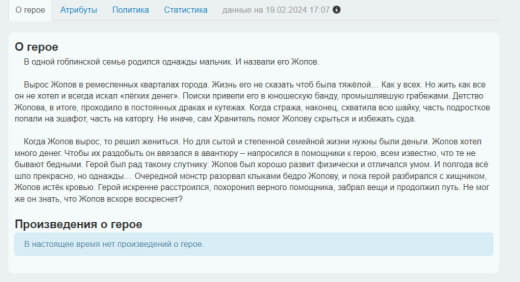 О герое Атрибуты Политика Статистика данные на 19.02.2024 17:07
О герое
В одной гоблинской семье родился однажды мальчик. И назвали его Жопов.
Вырос Жопов в ремесленных кварталах города. Жизнь его не сказать чтоб была тяжёлой... Как у всех. Но жить как все
он не хотел и всегда искал «лёгких денег». Поиски привели его в юношескую банду, промышлявшую грабежами. Детство
Жопова, в итоге, проходило в постоянных драках и кутежах. Когда стража, наконец, схватила всю шайку, часть подростков
попали на эшафот, часть на каторгу. Не иначе, сам Хранитель помог Жопову скрыться и избежать суда.
Когда Жопов вырос, то решил жениться. Но для сытой и степенной семейной жизни нужны были деньги. Жопов хотел
много денег. Чтобы их раздобыть он ввязался в авантюру – напросился в помощники к герою, всем известно, что те не
бывают бедными. Герой был рад такому спутнику. Жопов был хорошо развит физически и отличался умом. И полгода всё
шло прекрасно, но однажды... Очередной монстр разорвал клыками бедро Жопову, и пока герой разбирался с хищником,
Жопов истёк кровью. Герой искренне расстроился, похоронил верного помощника, забрал вещи и продолжил путь. Не мог
же он знать, что Жопов вскоре воскреснет?
Произведения о герое
В настоящее время нет произведений о герое.